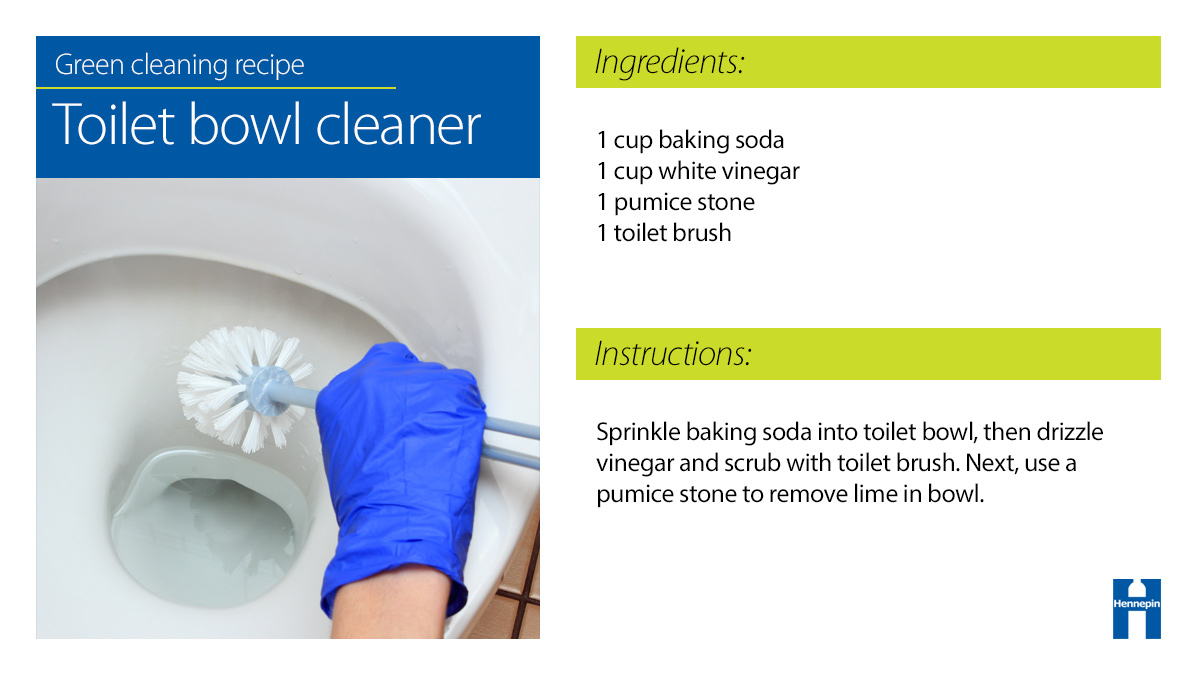 Green cleaning recipe
Toilet bowl cleaner
Ingredients:
1 cup baking soda
1 cup white vinegar
1 pumice stone
1 toilet brush
Instructions:
Sprinkle baking soda into toilet bowl, then drizzle
vinegar and scrub with toilet brush. Next, use a
pumice stone to remove lime in bowl.
Hennepin